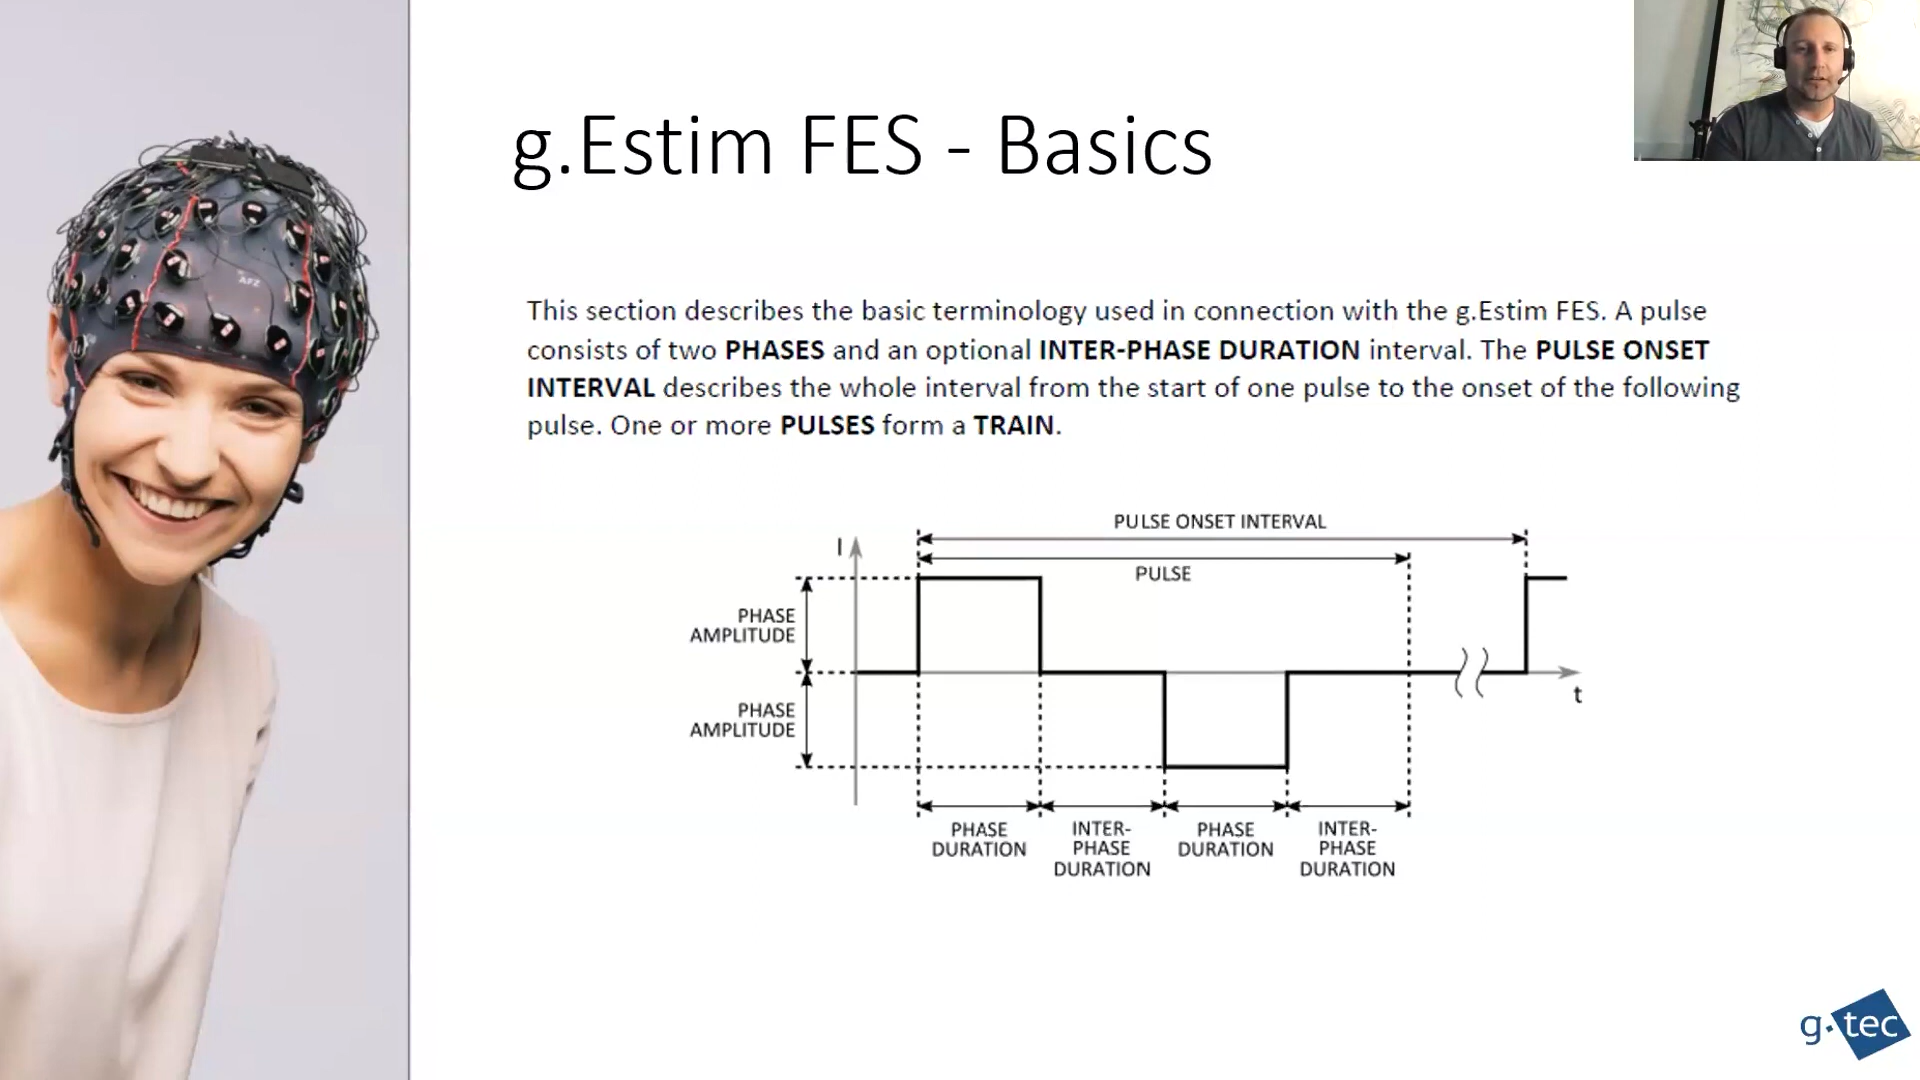 g.Estim FES - Basics
This section describes the basic terminology used in connection with the g.Estim FES. A pulse
consists of two PHASES and an optional INTER-PHASE DURATION interval. The PULSE ONSET
INTERVAL describes the whole interval from the start of one pulse to the onset of the following
pulse. One or more PULSES form a TRAIN.
PULSE ONSET INTERVAL
I
PULSE
PHASE
AMPLITUDE
t
PHASE
AMPLITUDE
PHASE
DURATION
INTER-
PHASE
DURATION
PHASE
DURATION
INTER-
PHASE
DURATION
AFZ
g.tec